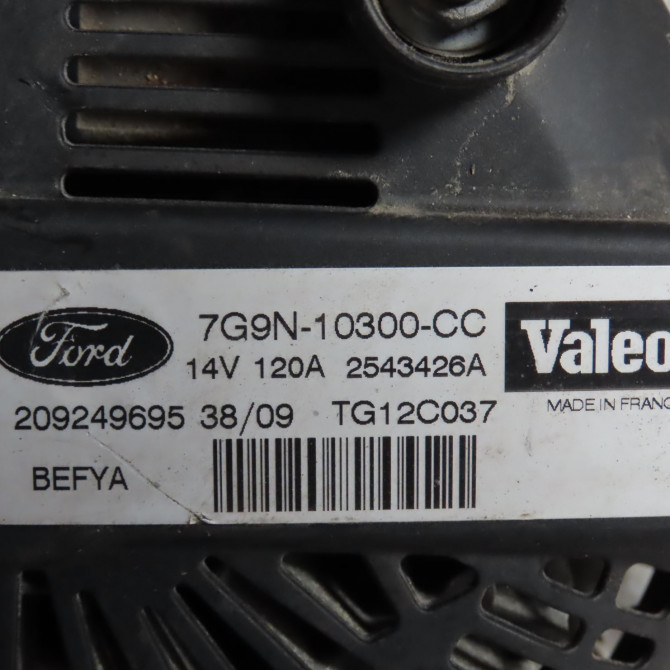 Ford
7G9N-10300-CC
14V 120A 2543426A
Valeo
209249695 38/09 TG12C037
MADE IN FRANC
BEFYA